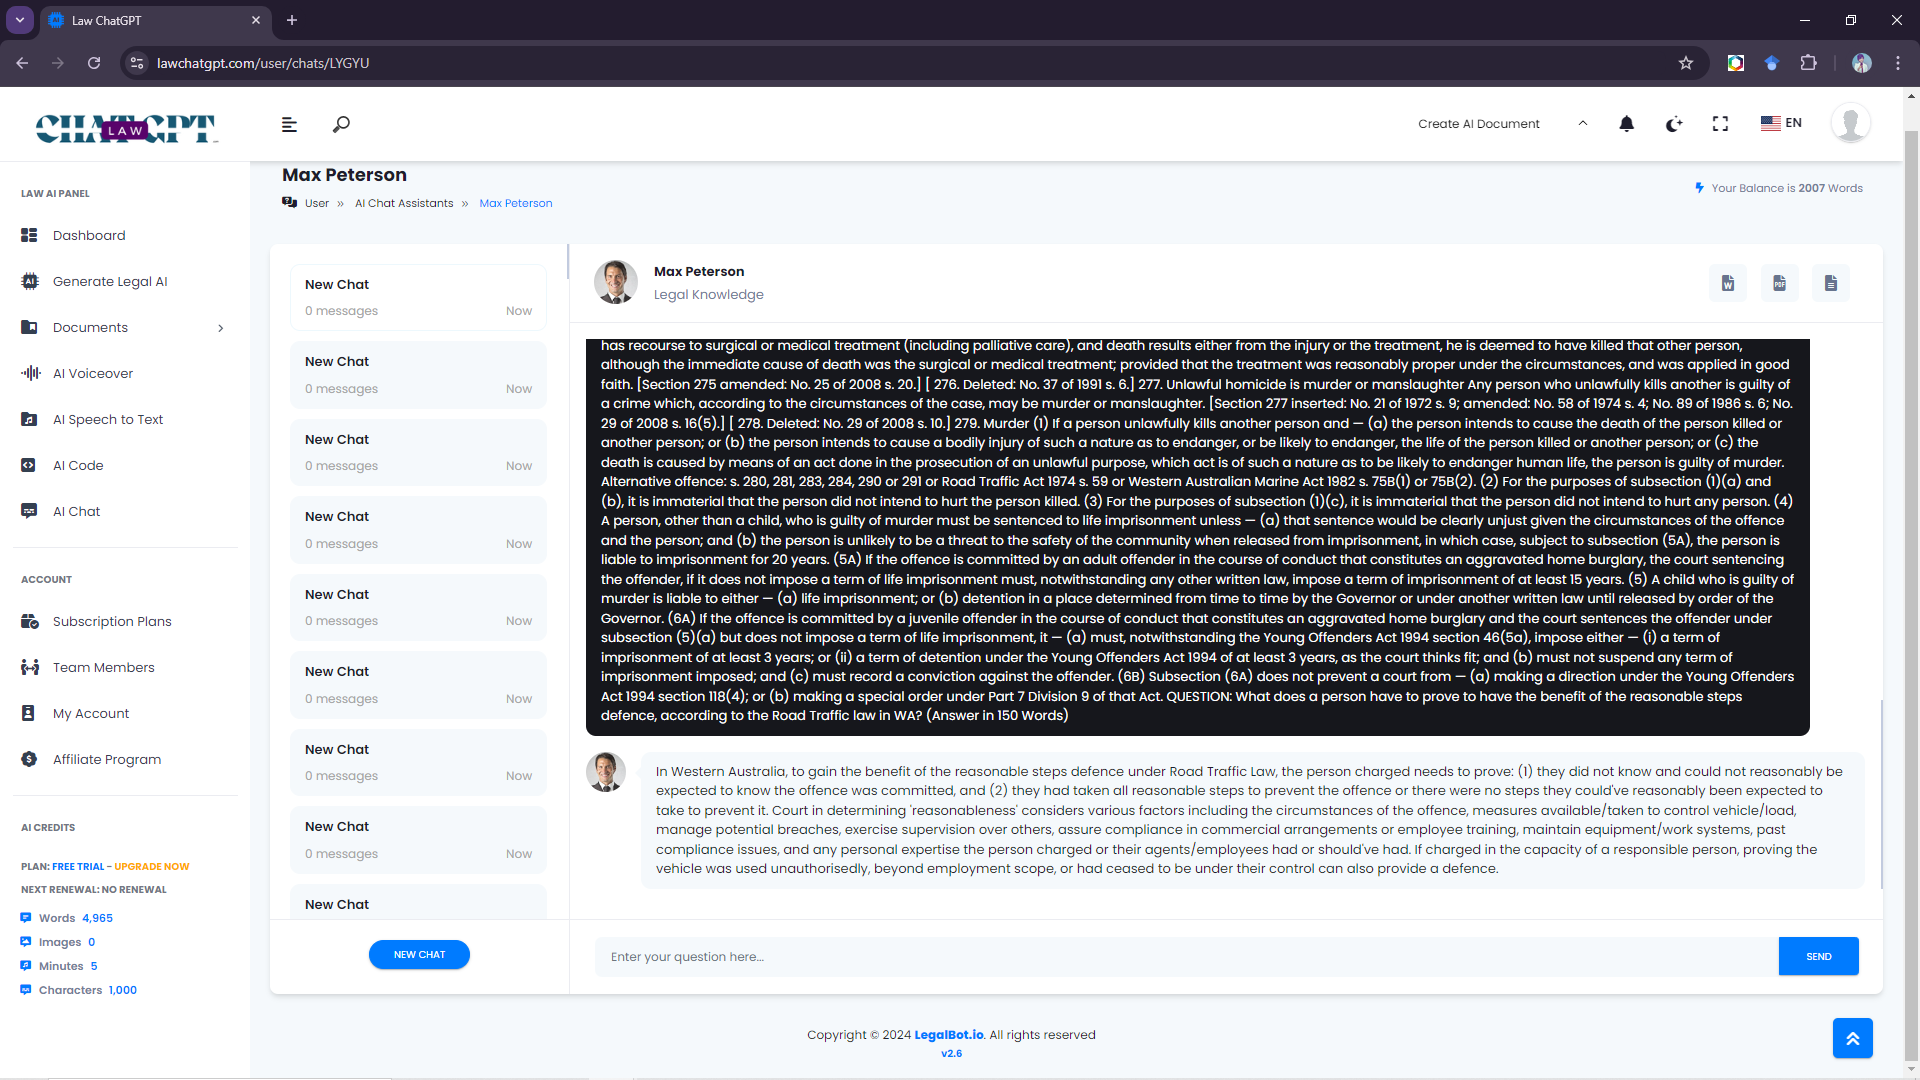 Law ChatGPT
lawchatgpt.com/user/chats/LYGYU
CHATGPT
LAW
Create AI Document
EN
LAW AI PANEL
Dashboard
Generate Legal AI
Documents
AI Voiceover
AI Speech to Text
AI Code
AI Chat
ACCOUNT
Subscription Plans
Team Members
My Account
Affiliate Program
AI CREDITS
PLAN: FREE TRIAL - UPGRADE NOW
NEXT RENEWAL: NO RENEWAL
Words 4,965
Images 0
Minutes 5
Characters 1,000
Max Peterson
User » AI Chat Assistants » Max Peterson
Your Balance is 2007 Words
New Chat
0 messages Now
New Chat
0 messages Now
New Chat
0 messages Now
New Chat
0 messages Now
New Chat
0 messages Now
New Chat
0 messages Now
New Chat
0 messages Now
New Chat
0 messages Now
New Chat
NEW CHAT
Max Peterson
Legal Knowledge
has recourse to surgical or medical treatment (including palliative care), and death results either from the injury or the treatment, he is deemed to have killed that other person,
although the immediate cause of death was the surgical or medical treatment; provided that the treatment was reasonably proper under the circumstances, and was applied in good
faith. [Section 275 amended: No. 25 of 2008 s. 20.] [ 276. Deleted: No. 37 of 1991 s. 6.] 277. Unlawful homicide is murder or manslaughter Any person who unlawfully kills another is guilty of
a crime which, according to the circumstances of the case, may be murder or manslaughter. [Section 277 inserted: No. 21 of 1972 s. 9; amended: No. 58 of 1974 s. 4; No. 89 of 1986 s. 6; No.
29 of 2008 s. 16(5).] [ 278. Deleted: No. 29 of 2008 s. 10.] 279. Murder (1) If a person unlawfully kills another person and — (a) the person intends to cause the death of the person killed or
another person; or (b) the person intends to cause a bodily injury of such a nature as to endanger, or be likely to endanger, the life of the person killed or another person; or (c) the
death is caused by means of an act done in the prosecution of an unlawful purpose, which act is of such a nature as to be likely to endanger human life, the person is guilty of murder.
Alternative offence: s. 280, 281, 283, 284, 290 or 291 or Road Traffic Act 1974 s. 59 or Western Australian Marine Act 1982 s. 75B(1) or 75B(2). (2) For the purposes of subsection (1)(a) and
(b), it is immaterial that the person did not intend to hurt the person killed. (3) For the purposes of subsection (1)(c), it is immaterial that the person did not intend to hurt any person. (4)
A person, other than a child, who is guilty of murder must be sentenced to life imprisonment unless — (a) that sentence would be clearly unjust given the circumstances of the offence
and the person; and (b) the person is unlikely to be a threat to the safety of the community when released from imprisonment, in which case, subject to subsection (5A), the person is
liable to imprisonment for 20 years. (5A) If the offence is committed by an adult offender in the course of conduct that constitutes an aggravated home burglary, the court sentencing
the offender, if it does not impose a term of life imprisonment must, notwithstanding any other written law, impose a term of imprisonment of at least 15 years. (5) A child who is guilty of
murder is liable to either — (a) life imprisonment; or (b) detention in a place determined from time to time by the Governor or under another written law until released by order of the
Governor. (6A) If the offence is committed by a juvenile offender in the course of conduct that constitutes an aggravated home burglary and the court sentences the offender under
subsection (5)(a) but does not impose a term of life imprisonment, it — (a) must, notwithstanding the Young Offenders Act 1994 section 46(5a), impose either — (i) a term of
imprisonment of at least 3 years; or (ii) a term of detention under the Young Offenders Act 1994 of at least 3 years, as the court thinks fit; and (b) must not suspend any term of
imprisonment imposed; and (c) must record a conviction against the offender. (6B) Subsection (6A) does not prevent a court from — (a) making a direction under the Young Offenders
Act 1994 section 118(4); or (b) making a special order under Part 7 Division 9 of that Act. QUESTION: What does a person have to prove to have the benefit of the reasonable steps
defence, according to the Road Traffic law in WA? (Answer in 150 Words)
In Western Australia, to gain the benefit of the reasonable steps defence under Road Traffic Law, the person charged needs to prove: (1) they did not know and could not reasonably be
expected to know the offence was committed, and (2) they had taken all reasonable steps to prevent the offence or there were no steps they could've reasonably been expected to
take to prevent it. Court in determining 'reasonableness' considers various factors including the circumstances of the offence, measures available/taken to control vehicle/load,
manage potential breaches, exercise supervision over others, assure compliance in commercial arrangements or employee training, maintain equipment/work systems, past
compliance issues, and any personal expertise the person charged or their agents/employees had or should've had. If charged in the capacity of a responsible person, proving the
vehicle was used unauthorisedly, beyond employment scope, or had ceased to be under their control can also provide a defence.
Enter your question here...
SEND
Copyright © 2024 LegalBot.io. All rights reserved
v2.6